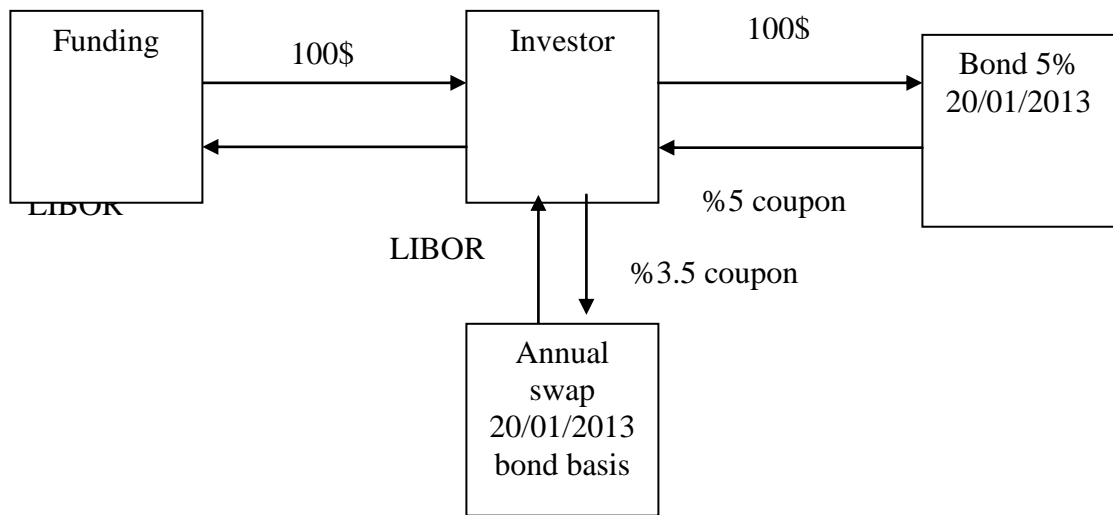 Funding
100$
LIBOR
Investor
100$
Bond 5%
20/01/2013
%5 coupon
LIBOR
%3.5 coupon
Annual
swap
20/01/2013
bond basis